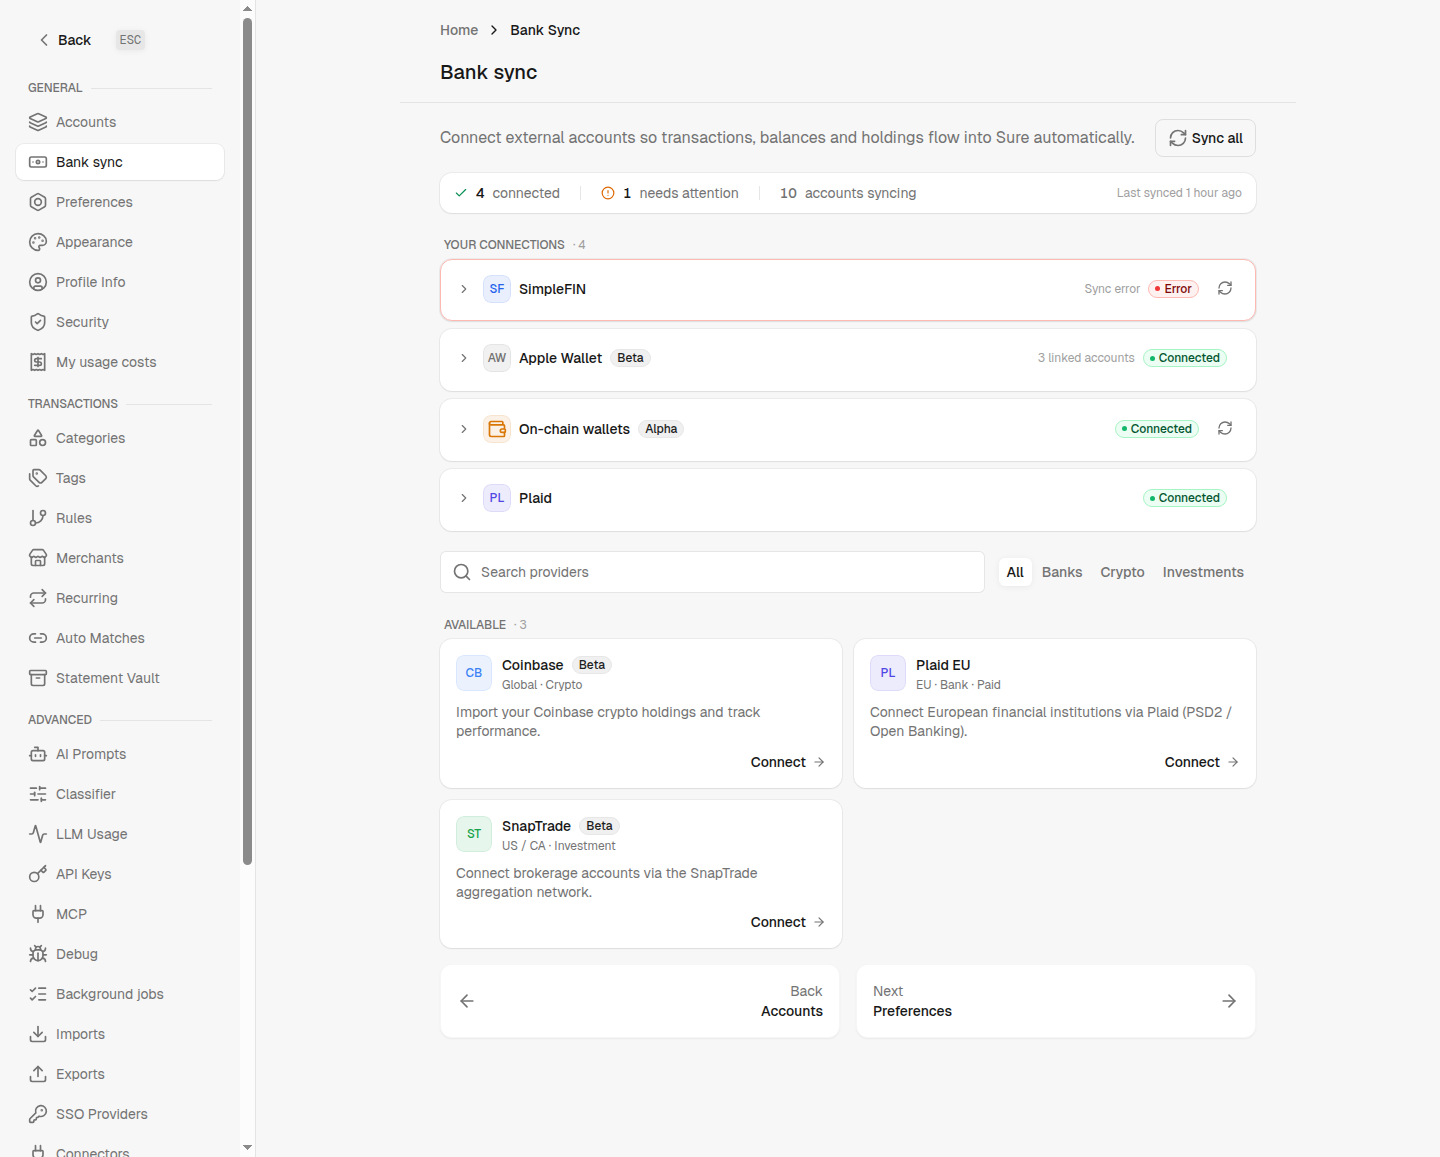 Back ESC
GENERAL
Accounts
Bank sync
Preferences
Appearance
Profile Info
Security
My usage costs
TRANSACTIONS
Categories
Tags
Rules
Merchants
Recurring
Auto Matches
Statement Vault
ADVANCED
AI Prompts
Classifier
LLM Usage
API Keys
MCP
Debug
Background jobs
Imports
Exports
SSO Providers
Connectors
Home > Bank Sync
Bank sync
Connect external accounts so transactions, balances and holdings flow into Sure automatically.
Sync all
4 connected
1 needs attention
10 accounts syncing
Last synced 1 hour ago
YOUR CONNECTIONS · 4
SF SimpleFIN Sync error Error
AW Apple Wallet Beta 3 linked accounts Connected
On-chain wallets Alpha Connected
PL Plaid Connected
Search providers
All Banks Crypto Investments
AVAILABLE · 3
CB Coinbase Beta
Global · Crypto
Import your Coinbase crypto holdings and track
performance.
Connect
PL Plaid EU
EU · Bank · Paid
Connect European financial institutions via Plaid (PSD2 /
Open Banking).
Connect
ST SnapTrade Beta
US / CA · Investment
Connect brokerage accounts via the SnapTrade
aggregation network.
Connect
Back
Accounts
Next
Preferences